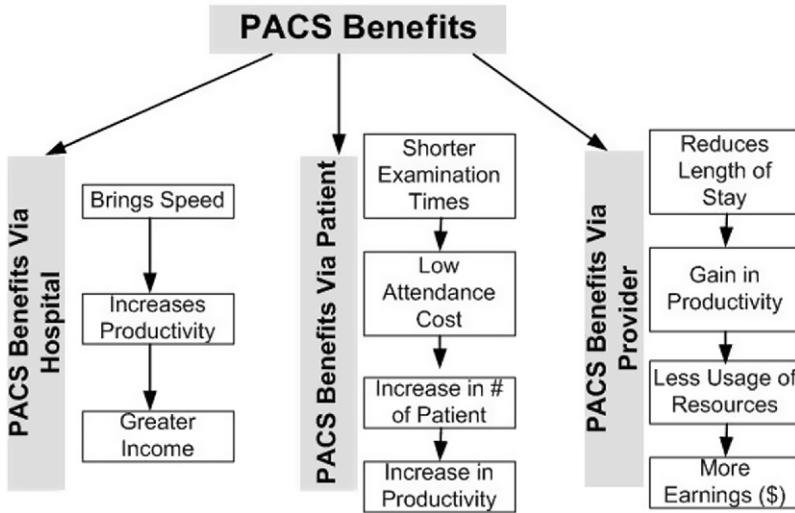 PACS Benefits
PACS Benefits Via
Hospital
Brings Speed
Increases
Productivity
Greater
Income
PACS Benefits Via Patient
Shorter
Examination
Times
Low
Attendance
Cost
Increase in #
of Patient
Increase in
Productivity
PACS Benefits Via
Provider
Reduces
Length of
Stay
Gain in
Productivity
Less Usage of
Resources
More
Earnings ($)